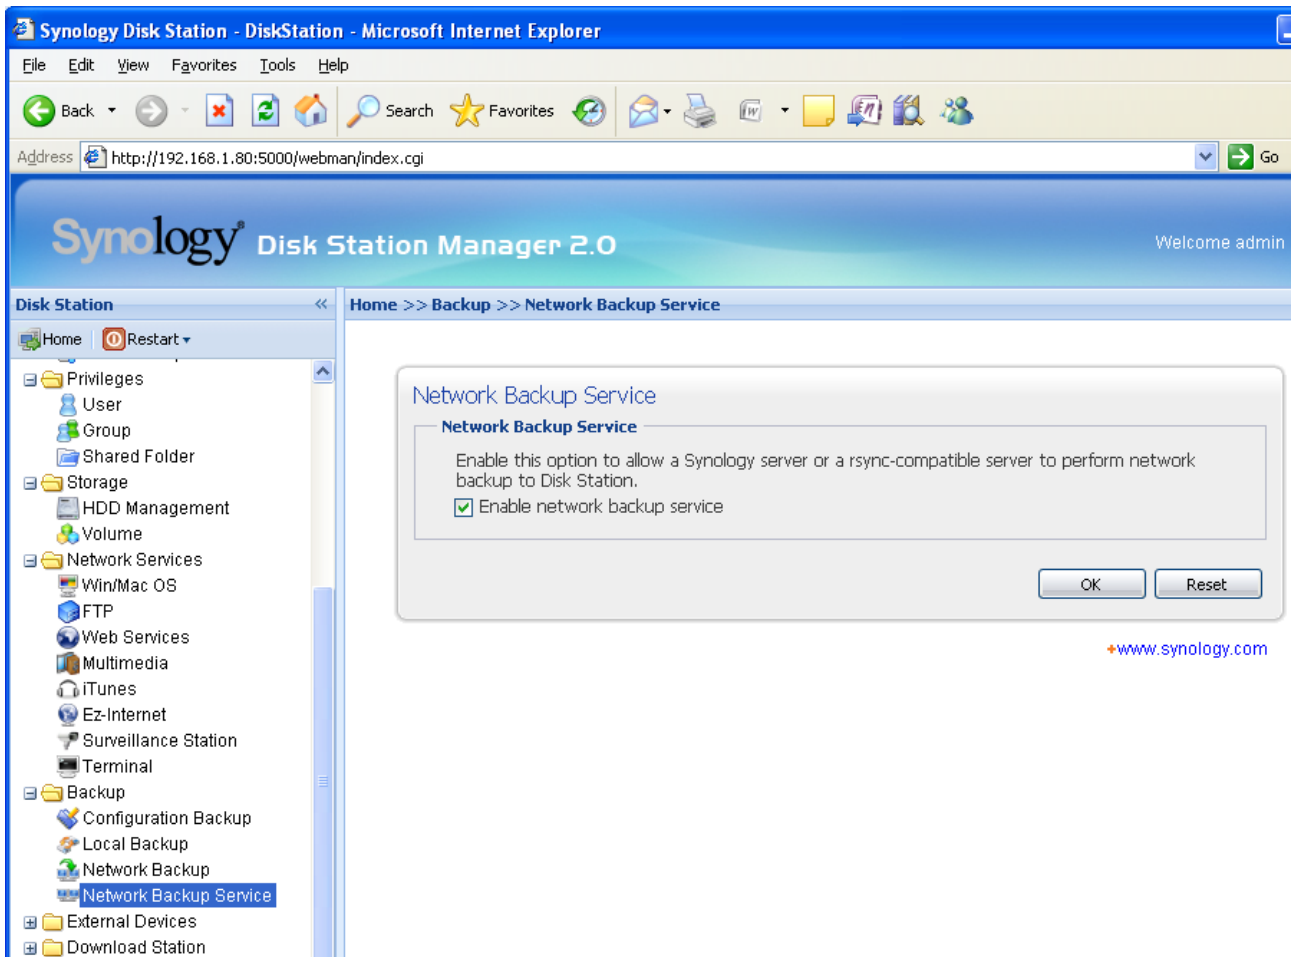 Synology Disk Station - DiskStation - Microsoft Internet Explorer
File Edit View Favorites Tools Help
Back Search Favorites
Address http://192.168.1.80:5000/webman/index.cgi Go
Synology® Disk Station Manager 2.0
Welcome admin
Disk Station «
Home >> Backup >> Network Backup Service
Home Restart
Privileges
User
Group
Shared Folder
Storage
HDD Management
Volume
Network Services
Win/Mac OS
FTP
Web Services
Multimedia
iTunes
Ez-Internet
Surveillance Station
Terminal
Backup
Configuration Backup
Local Backup
Network Backup
Network Backup Service
External Devices
Download Station
Network Backup Service
Network Backup Service
Enable this option to allow a Synology server or a rsync-compatible server to perform network
backup to Disk Station.
Enable network backup service
OK Reset
+www.synology.com